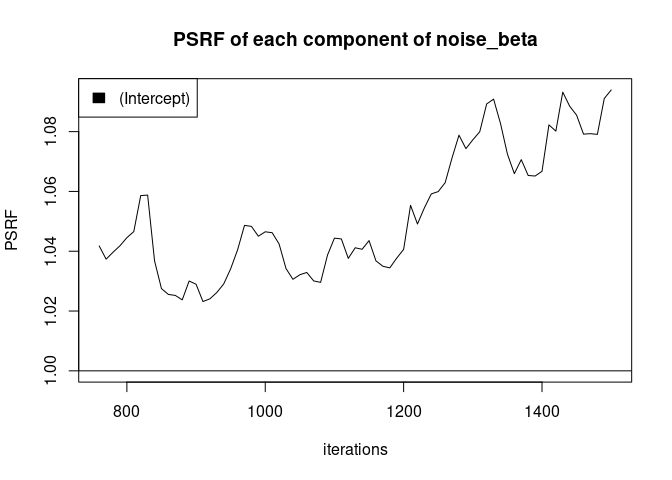 PSRF of each component of noise_beta
(Intercept)
PSRF
1.08
1.06
1.04
1.02
1.00
800 1000 1200 1400
iterations